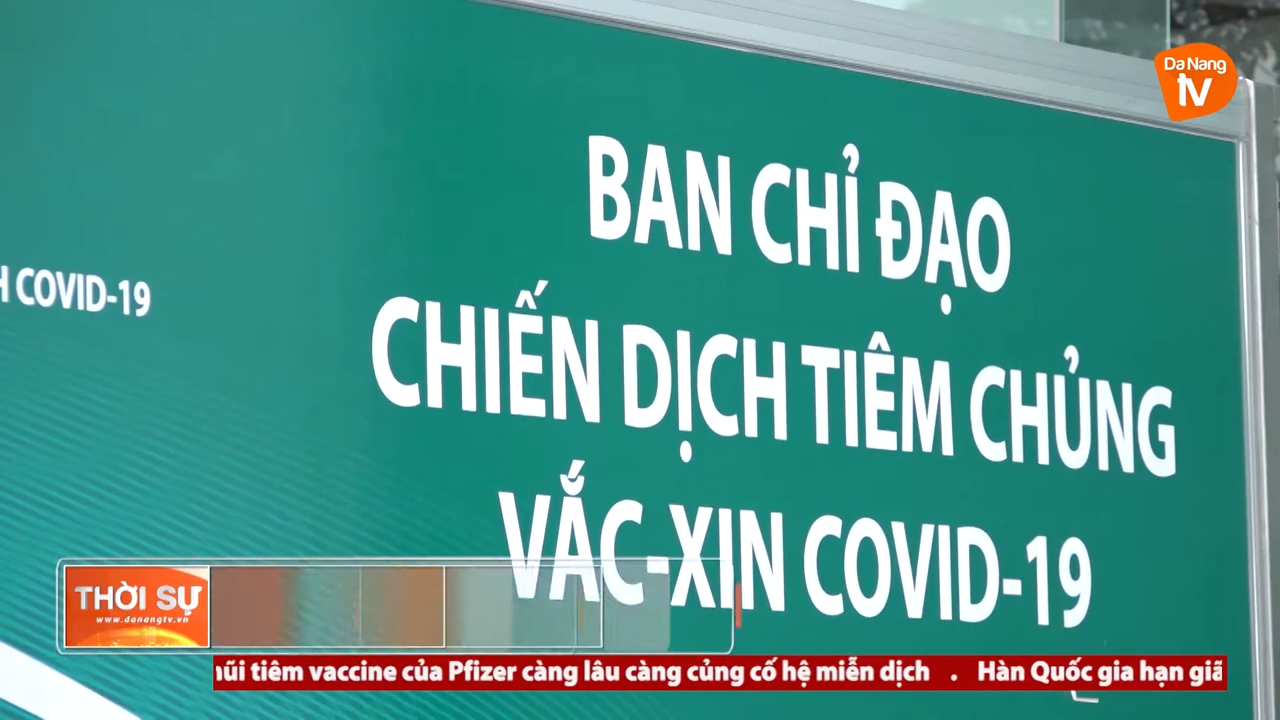 Da Nang
tv
BAN CHỈ ĐẠO
CHIẾN DỊCH TIÊM CHỦNG
VẮC-XIN COVID-19
COVID-19
THỜI SỰ
www.danangtv.vn
tiêm vaccine của Pfizer càng lâu càng củng cố hệ miễn dịch . Hàn Quốc gia hạn